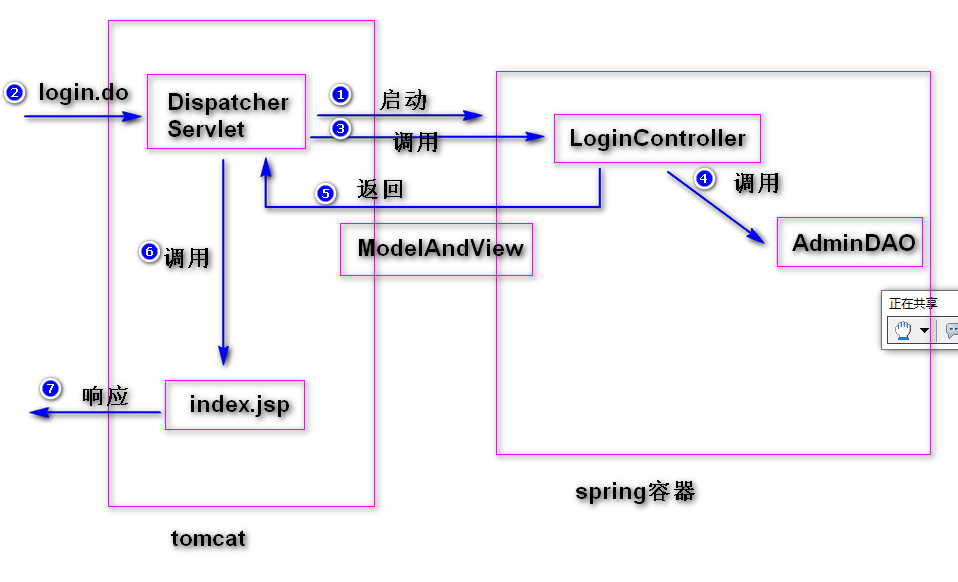 ② login.do
Dispatcher
Servlet
① 启动
③ 调用
LoginController
⑤ 返回
④ 调用
ModelAndView
AdminDAO
⑥ 调用
正在共享
⑦ 响应
index.jsp
spring容器
tomcat